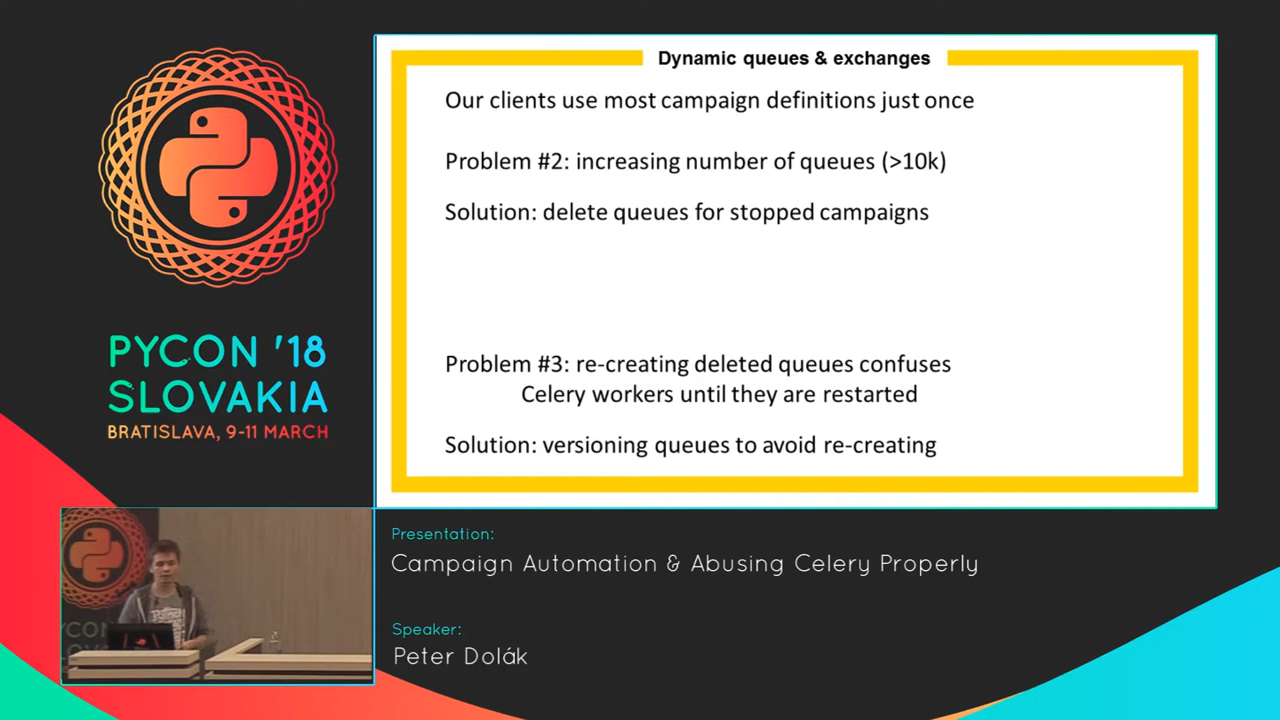 Dynamic queues & exchanges
Our clients use most campaign definitions just once
Problem #2: increasing number of queues (>10k)
Solution: delete queues for stopped campaigns
Problem #3: re-creating deleted queues confuses
Celery workers until they are restarted
Solution: versioning queues to avoid re-creating
PYCON '18
SLOVAKIA
BRATISLAVA, 9-11 MARCH
Presentation:
Campaign Automation & Abusing Celery Properly
Speaker:
Peter Dolák